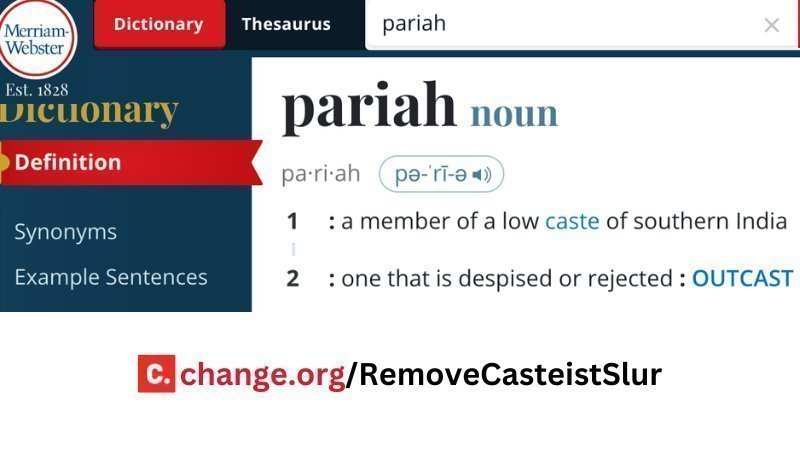 Merriam-
Webster
Est. 1828
Dictionary Thesaurus pariah ×
Dictionary
Definition
Synonyms
Example Sentences
pariah noun
pa·ri·ah pə-ˈrī-ə
1 : a member of a low caste of southern India
2 : one that is despised or rejected : OUTCAST
C. change.org/RemoveCasteistSlur